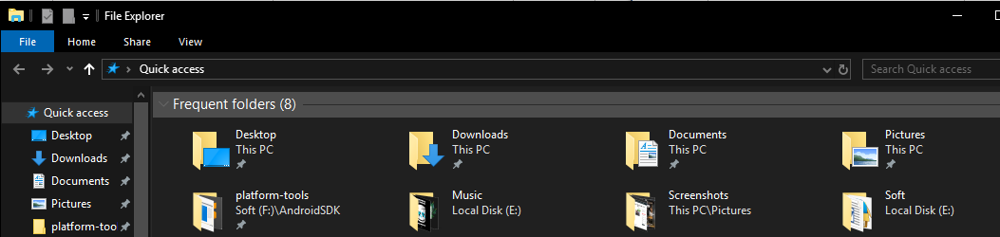 File Explorer
File Home Share View
Quick access
Search Quick access
Quick access
Desktop
Downloads
Documents
Pictures
platform-too
Frequent folders (8)
Desktop
This PC
Downloads
This PC
Documents
This PC
Pictures
This PC
platform-tools
Soft (F:)\AndroidSDK
Music
Local Disk (E:)
Screenshots
This PC\Pictures
Soft
Local Disk (E:)